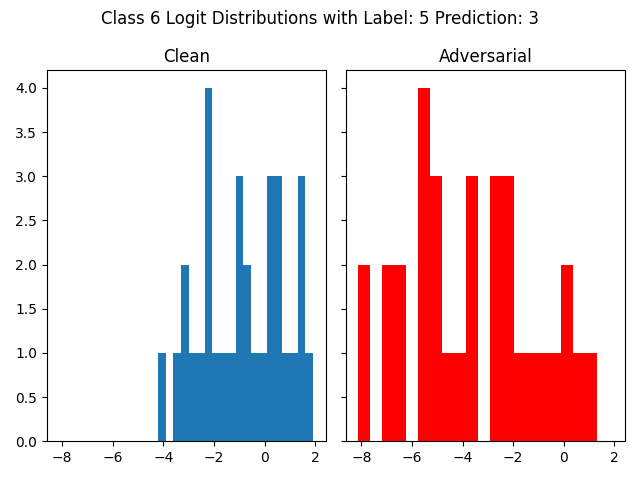 Class 6 Logit Distributions with Label: 5 Prediction: 3
Clean
Adversarial
4.0
3.5
3.0
2.5
2.0
1.5
1.0
0.5
0.0
−8 −6 −4 −2 0 2
−8 −6 −4 −2 0 2